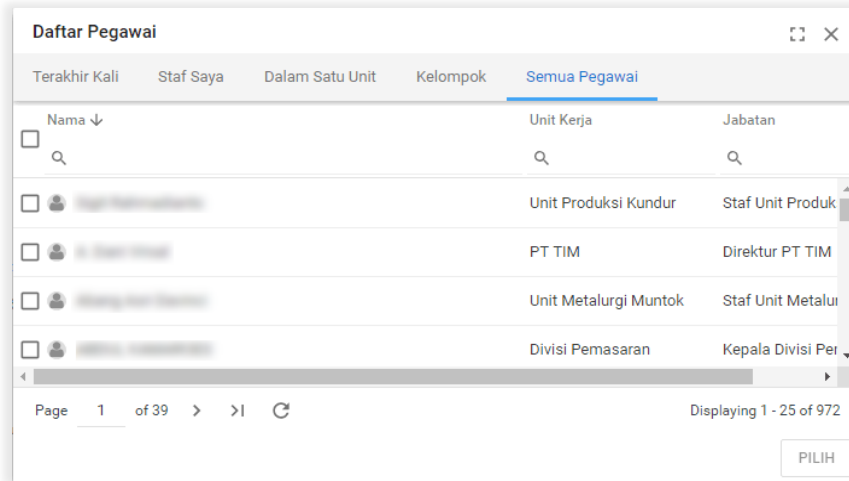 Daftar Pegawai
Terakhir Kali Staf Saya Dalam Satu Unit Kelompok Semua Pegawai
Nama Unit Kerja Jabatan
Unit Produksi Kundur Staf Unit Produk
PT TIM Direktur PT TIM
Unit Metalurgi Muntok Staf Unit Metalur
Divisi Pemasaran Kepala Divisi Per
Page 1 of 39 Displaying 1 - 25 of 972
PILIH